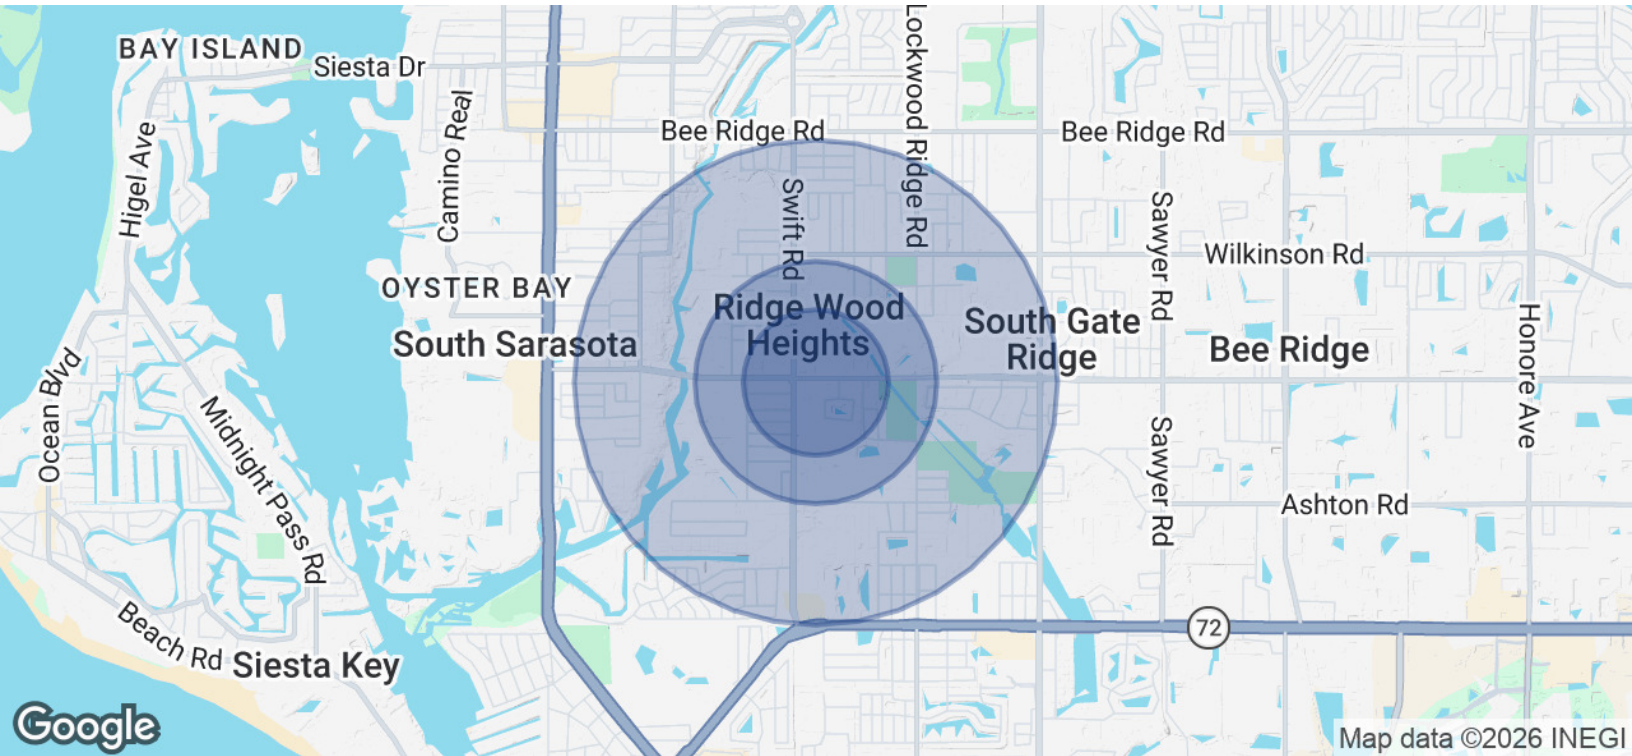 BAY ISLAND
Siesta Dr
Lockwood Ridge Rd
Bee Ridge Rd
Bee Ridge Rd
Higel Ave
Camino Real
Swift Rd
Sawyer Rd
Wilkinson Rd
OYSTER BAY
Ridge Wood
Heights
South Gate
Ridge
South Sarasota
Bee Ridge
Honore Ave
Ocean Blvd
Midnight Pass Rd
Sawyer Rd
Ashton Rd
Beach Rd
72
Siesta Key
Google
Map data ©2026 INEGI